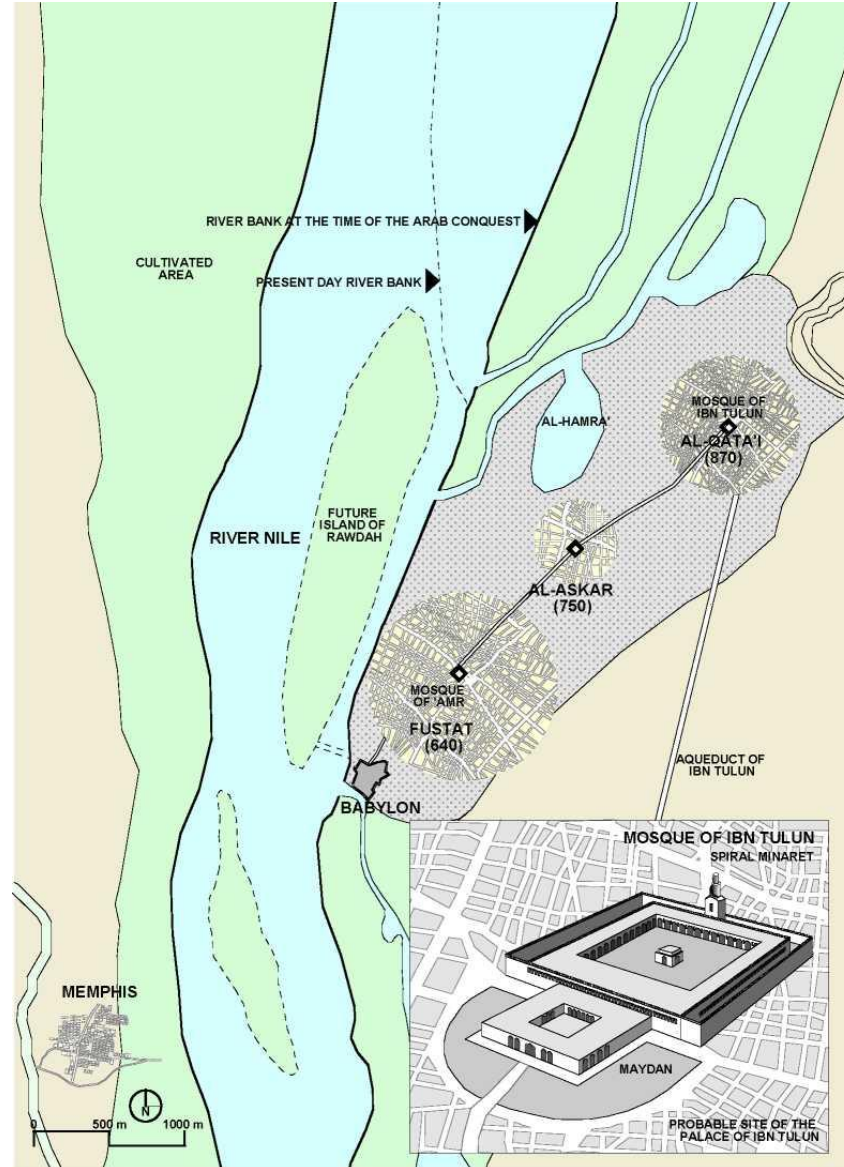 RIVER BANK AT THE TIME OF THE ARAB CONQUEST
CULTIVATED
AREA
PRESENT DAY RIVER BANK
MOSQUE OF
IBN TULUN
AL-HAMRA'
AL-QATA'I
(870)
FUTURE
ISLAND OF
RAWDAH
RIVER NILE
AL-ASKAR
(750)
MOSQUE
OF 'AMR
FUSTAT
(640)
AQUEDUCT OF
IBN TULUN
BABYLON
MOSQUE OF IBN TULUN
SPIRAL MINARET
MEMPHIS
MAYDAN
N
0 500 m 1000 m
PROBABLE SITE OF THE
PALACE OF IBN TULUN